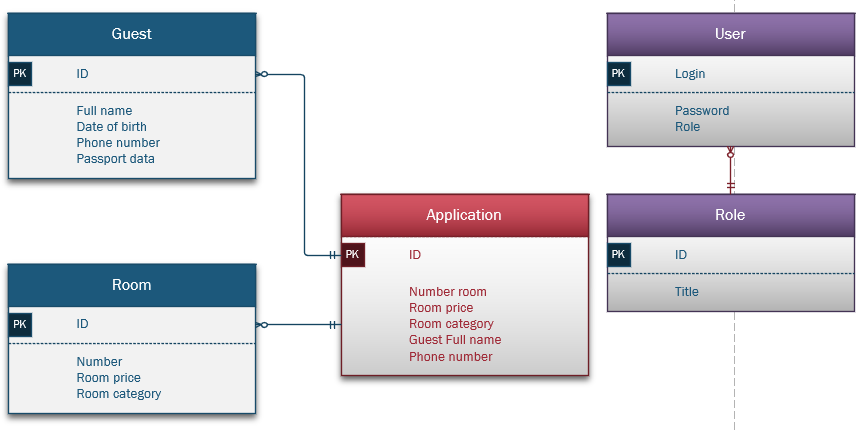 Guest
PK ID
Full name
Date of birth
Phone number
Passport data
Room
PK ID
Number
Room price
Room category
Application
PK ID
Number room
Room price
Room category
Guest Full name
Phone number
User
PK Login
Password
Role
Role
PK ID
Title